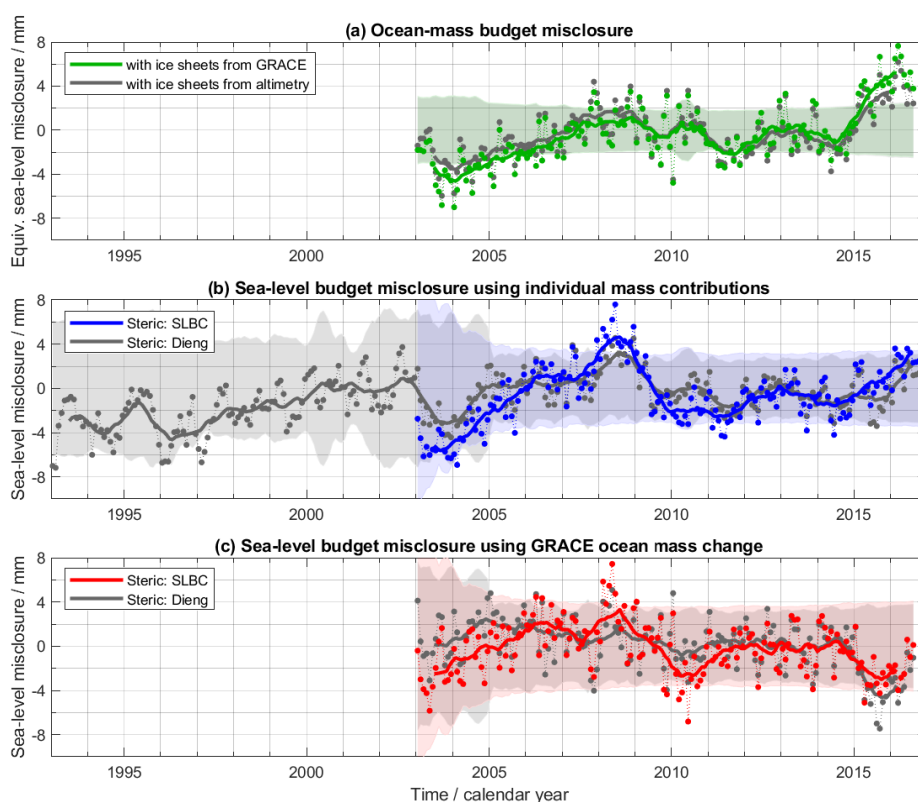 (a) Ocean-mass budget misclosure
Equiv. sea-level misclosure / mm
8
4
0
-4
-8
with ice sheets from GRACE
with ice sheets from altimetry
1995
2000
2005
2010
2015
(b) Sea-level budget misclosure using individual mass contributions
Sea-level misclosure / mm
8
4
0
-4
-8
Steric: SLBC
Steric: Dieng
1995
2000
2005
2010
2015
(c) Sea-level budget misclosure using GRACE ocean mass change
Sea-level misclosure / mm
8
4
0
-4
-8
Steric: SLBC
Steric: Dieng
1995
2000
2005
2010
2015
Time / calendar year